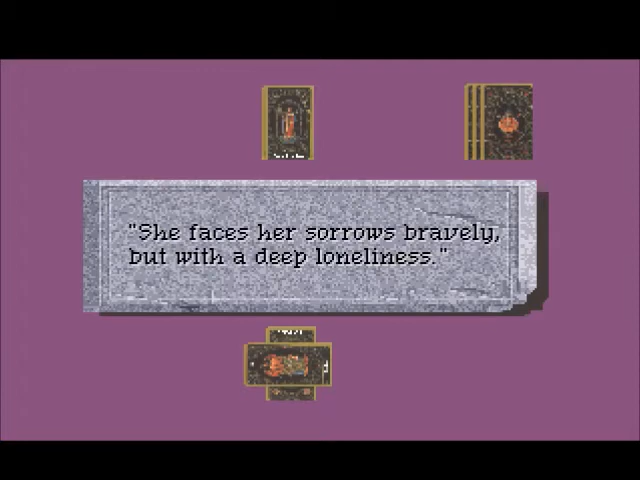 "She faces her sorrows bravely,
but with a deep loneliness."